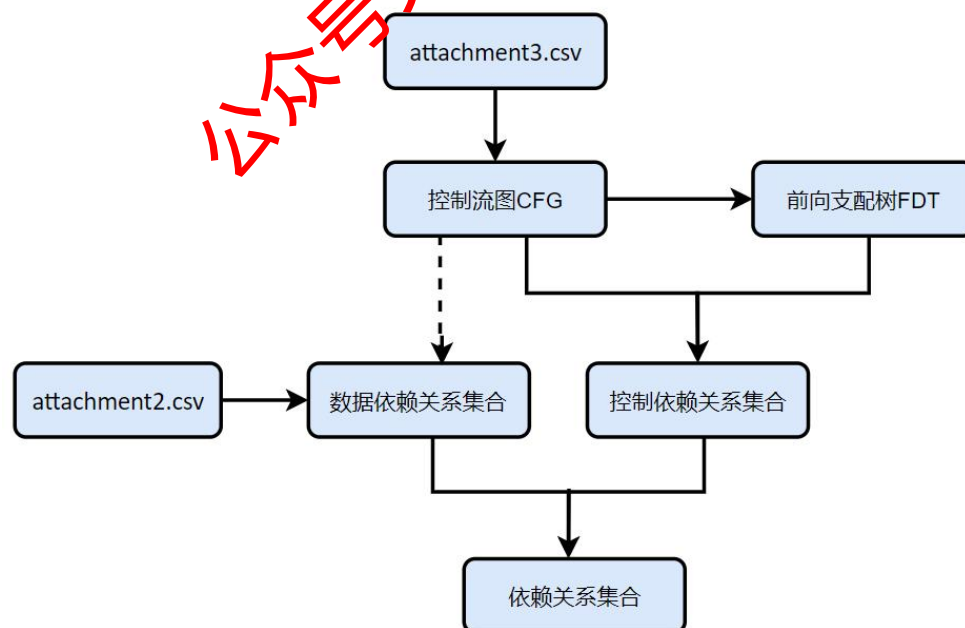 公众号
attachment3.csv
控制流图CFG
前向支配树FDT
attachment2.csv
数据依赖关系集合
控制依赖关系集合
依赖关系集合